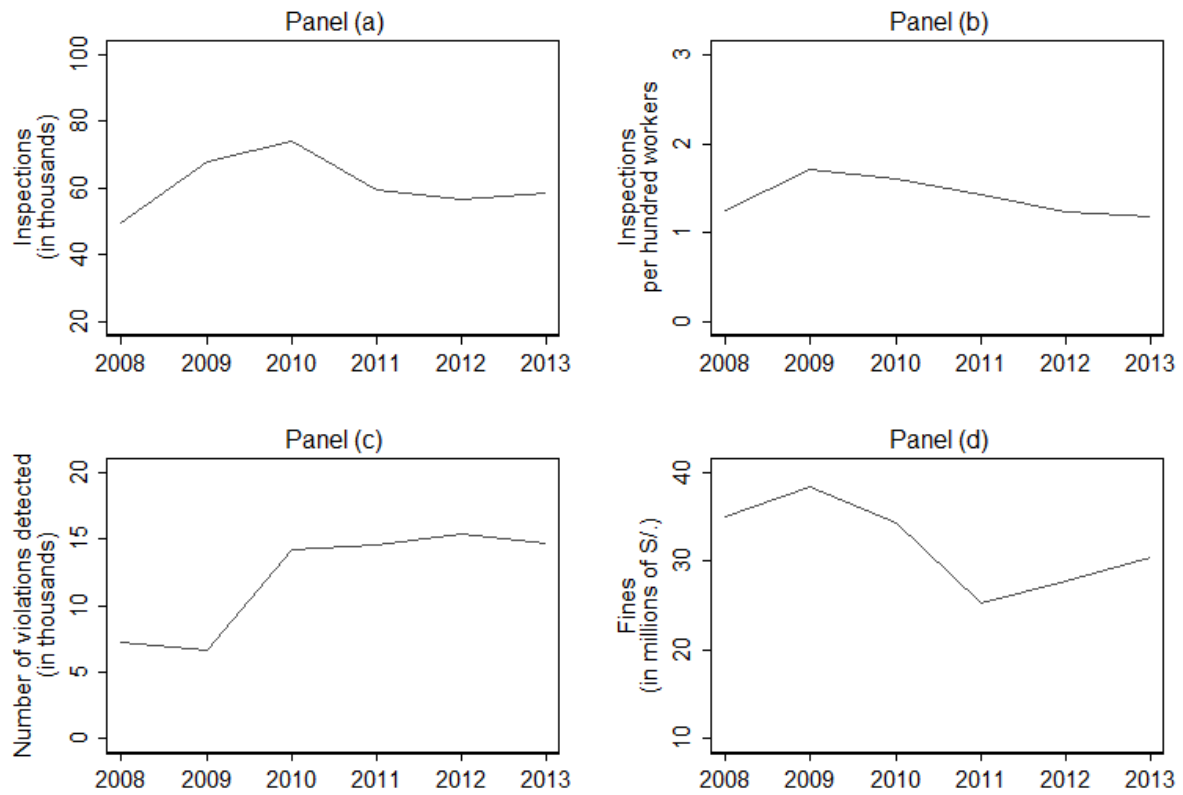 Panel (a)
Inspections
(in thousands)
100
80
60
40
20
2008 2009 2010 2011 2012 2013
Panel (b)
Inspections
per hundred workers
3
2
1
0
2008 2009 2010 2011 2012 2013
Panel (c)
Number of violations detected
(in thousands)
20
15
10
5
0
2008 2009 2010 2011 2012 2013
Panel (d)
Fines
(in millions of S/.)
40
30
20
10
2008 2009 2010 2011 2012 2013